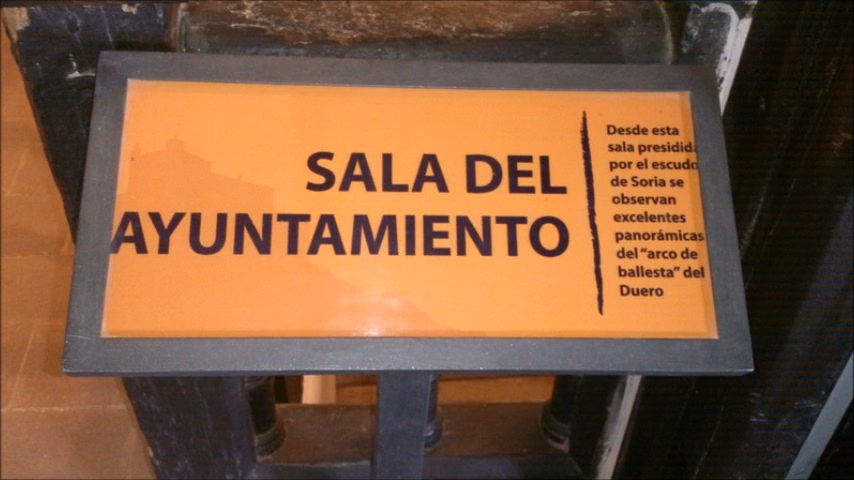 SALA DEL
AYUNTAMIENTO
Desde esta
sala presidida
por el escudo
de Soria se
observan
excelentes
panorámicas
del “arco de
ballesta” del
Duero